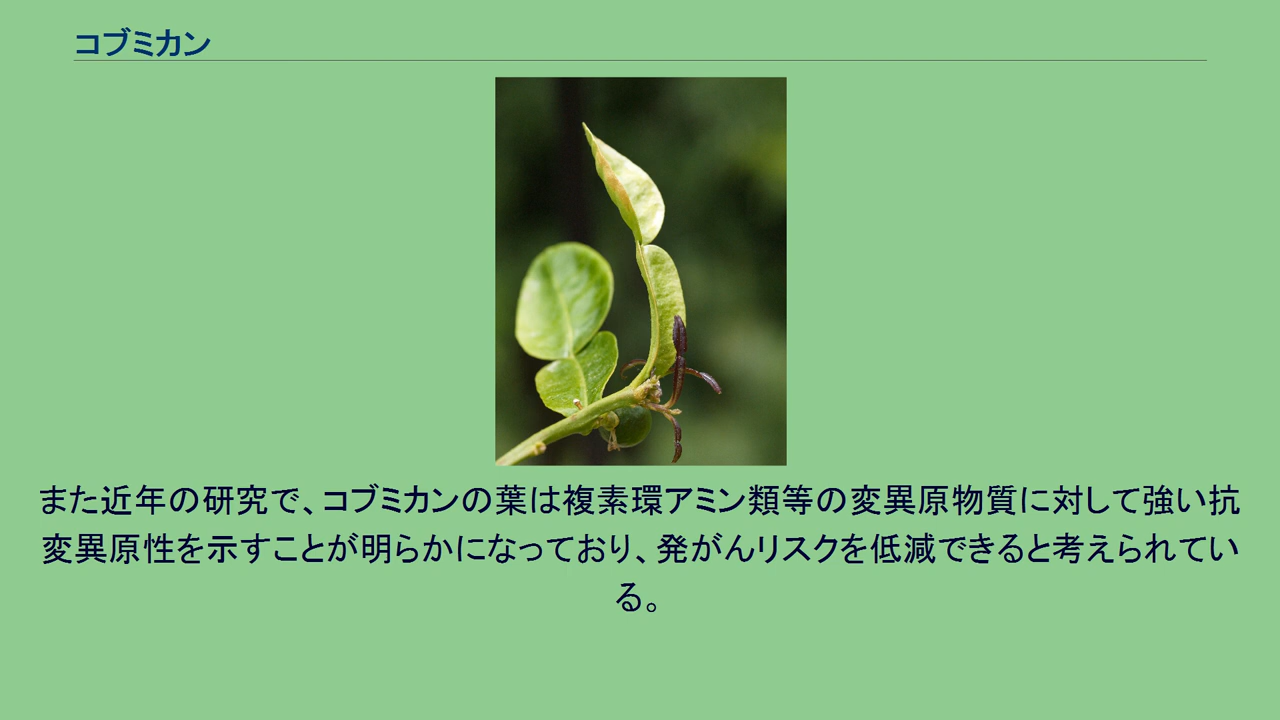 コブミカン
また近年の研究で、コブミカンの葉は複素環アミン類等の変異原物質に対して強い抗
変異原性を示すことが明らかになっており、発がんリスクを低減できると考えられてい
る。